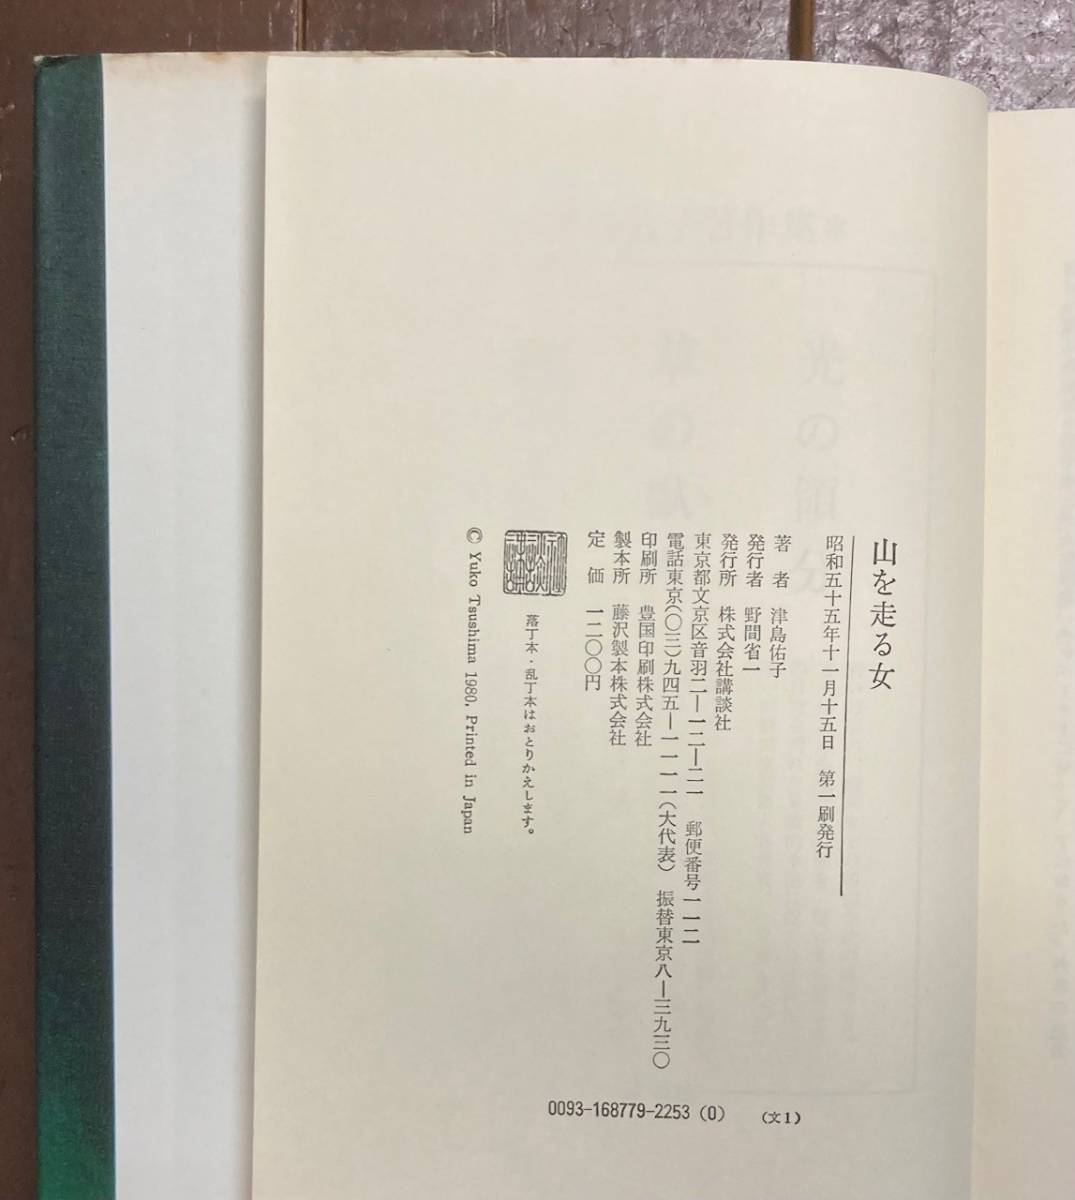 山を走る女
昭和五十五年十一月十五日　第一刷発行
著　者　津島佑子
発行者　野間省一
発行所　株式会社講談社
東京都文京区音羽二―一二―二一　郵便番号一一二
電話東京(〇三)九四五―一一一一(大代表)　振替東京八―三九三〇
印刷所　豊国印刷株式会社
製本所　藤沢製本株式会社
定　価　一二〇〇円
落丁本・乱丁本はおとりかえします。
© Yuko Tsushima 1980, Printed in Japan
0093-168779-2253 (0)　(文1)
光の領分